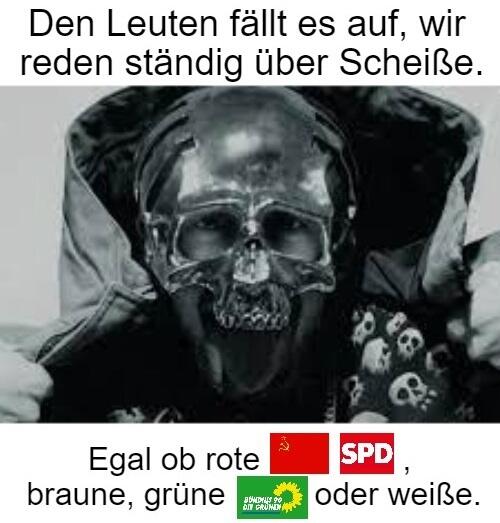 Den Leuten fällt es auf, wir
reden ständig über Scheiße.
Egal ob rote SPD ,
braune, grüne BÜNDNIS 90 DIE GRÜNEN oder weiße.